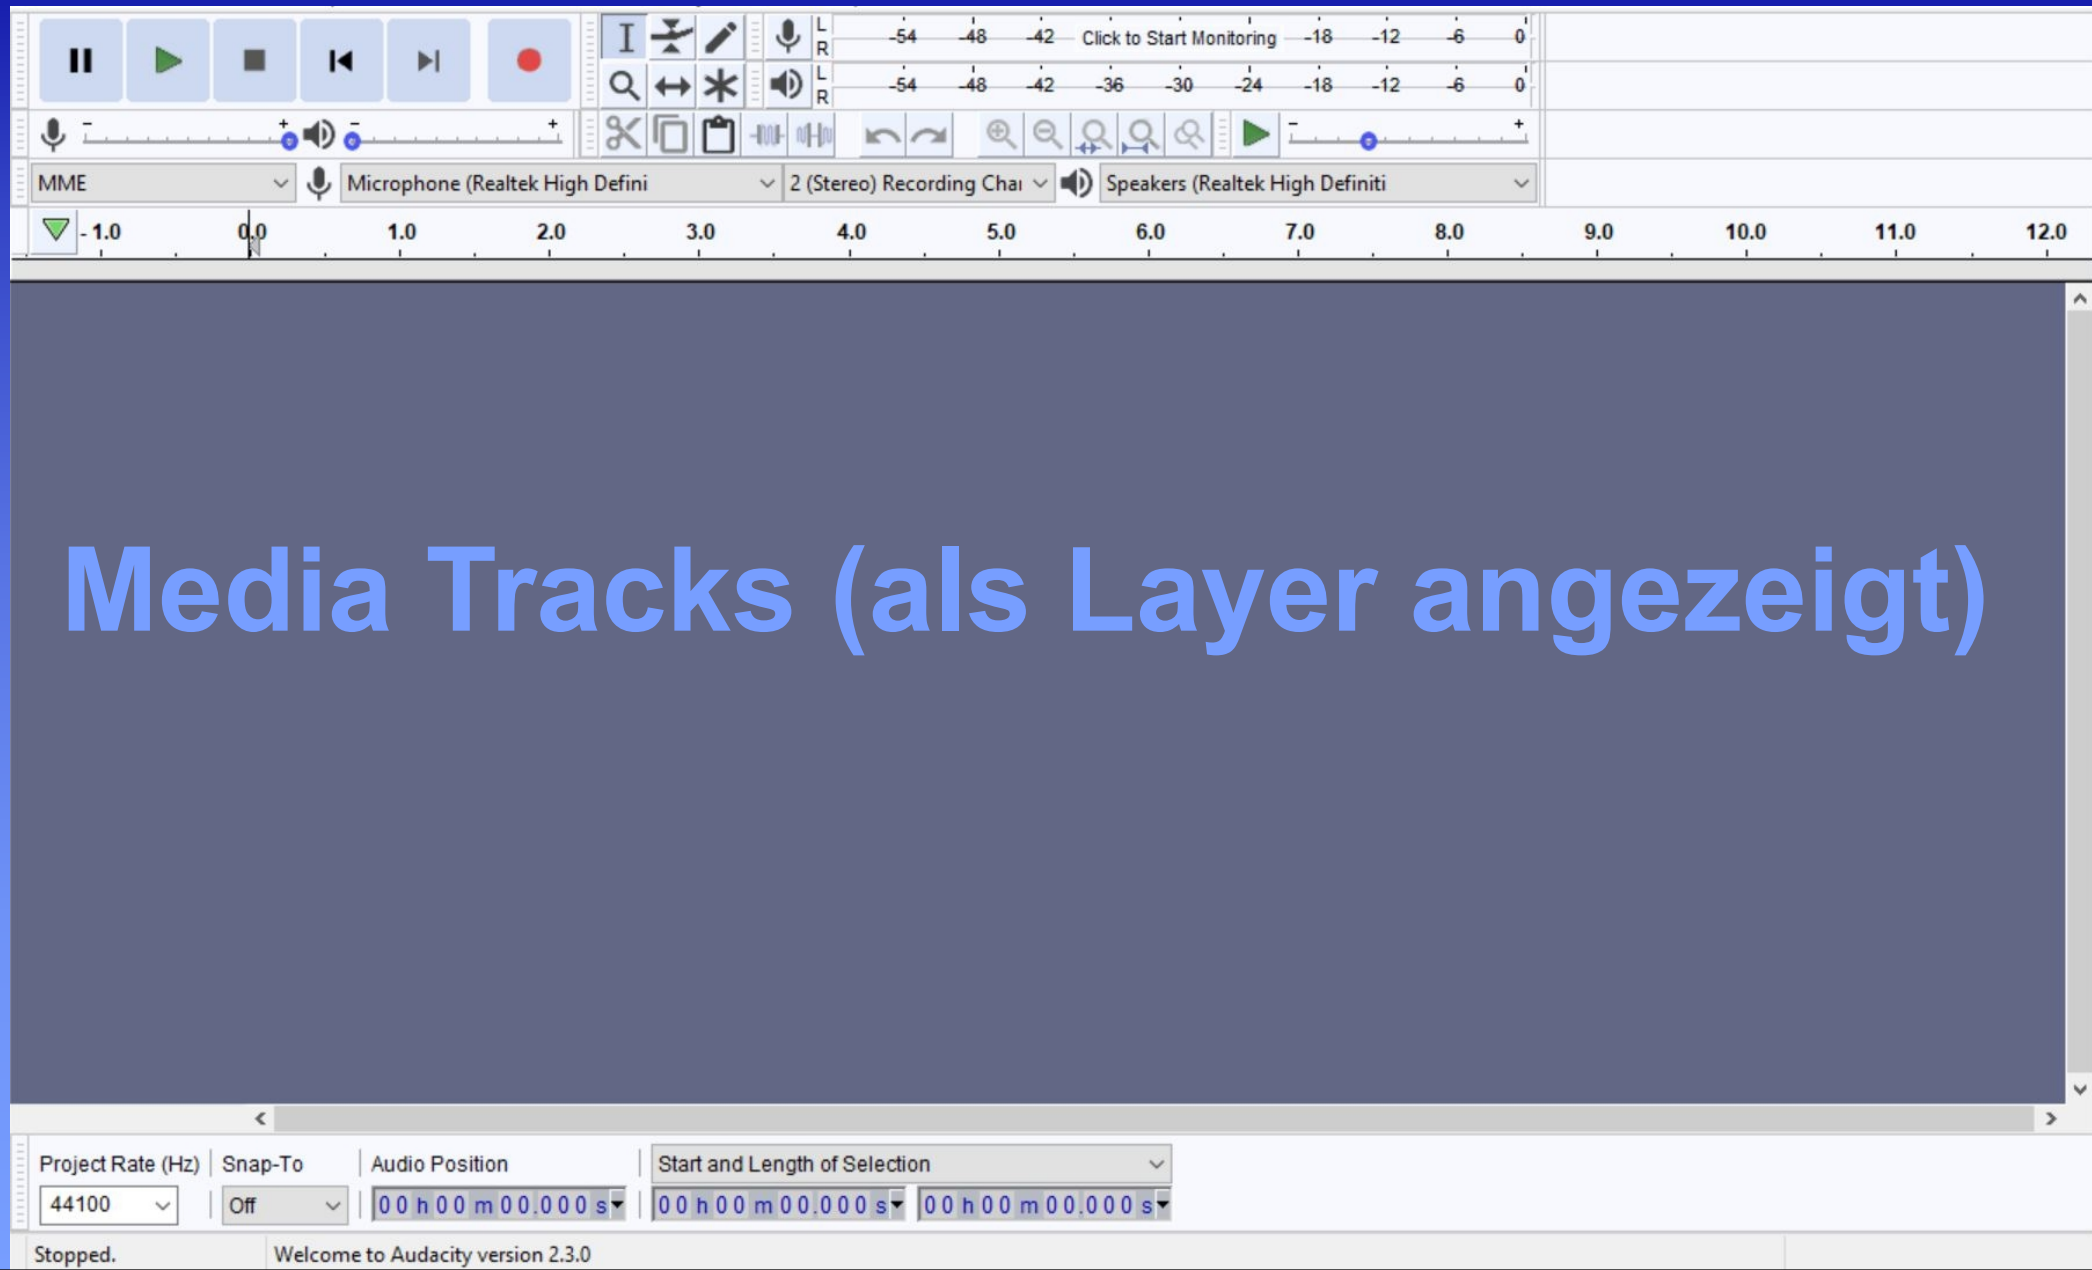 L
R
-54 -48 -42 Click to Start Monitoring -18 -12 -6 0
L
R
-54 -48 -42 -36 -30 -24 -18 -12 -6 0
- + - + - +
MME Microphone (Realtek High Defini 2 (Stereo) Recording Chai Speakers (Realtek High Definiti
- 1.0 0.0 1.0 2.0 3.0 4.0 5.0 6.0 7.0 8.0 9.0 10.0 11.0 12.0
Media Tracks (als Layer angezeigt)
Project Rate (Hz) Snap-To Audio Position Start and Length of Selection
44100 Off 00 h 00 m 00.000 s 00 h 00 m 00.000 s 00 h 00 m 00.000 s
Stopped. Welcome to Audacity version 2.3.0